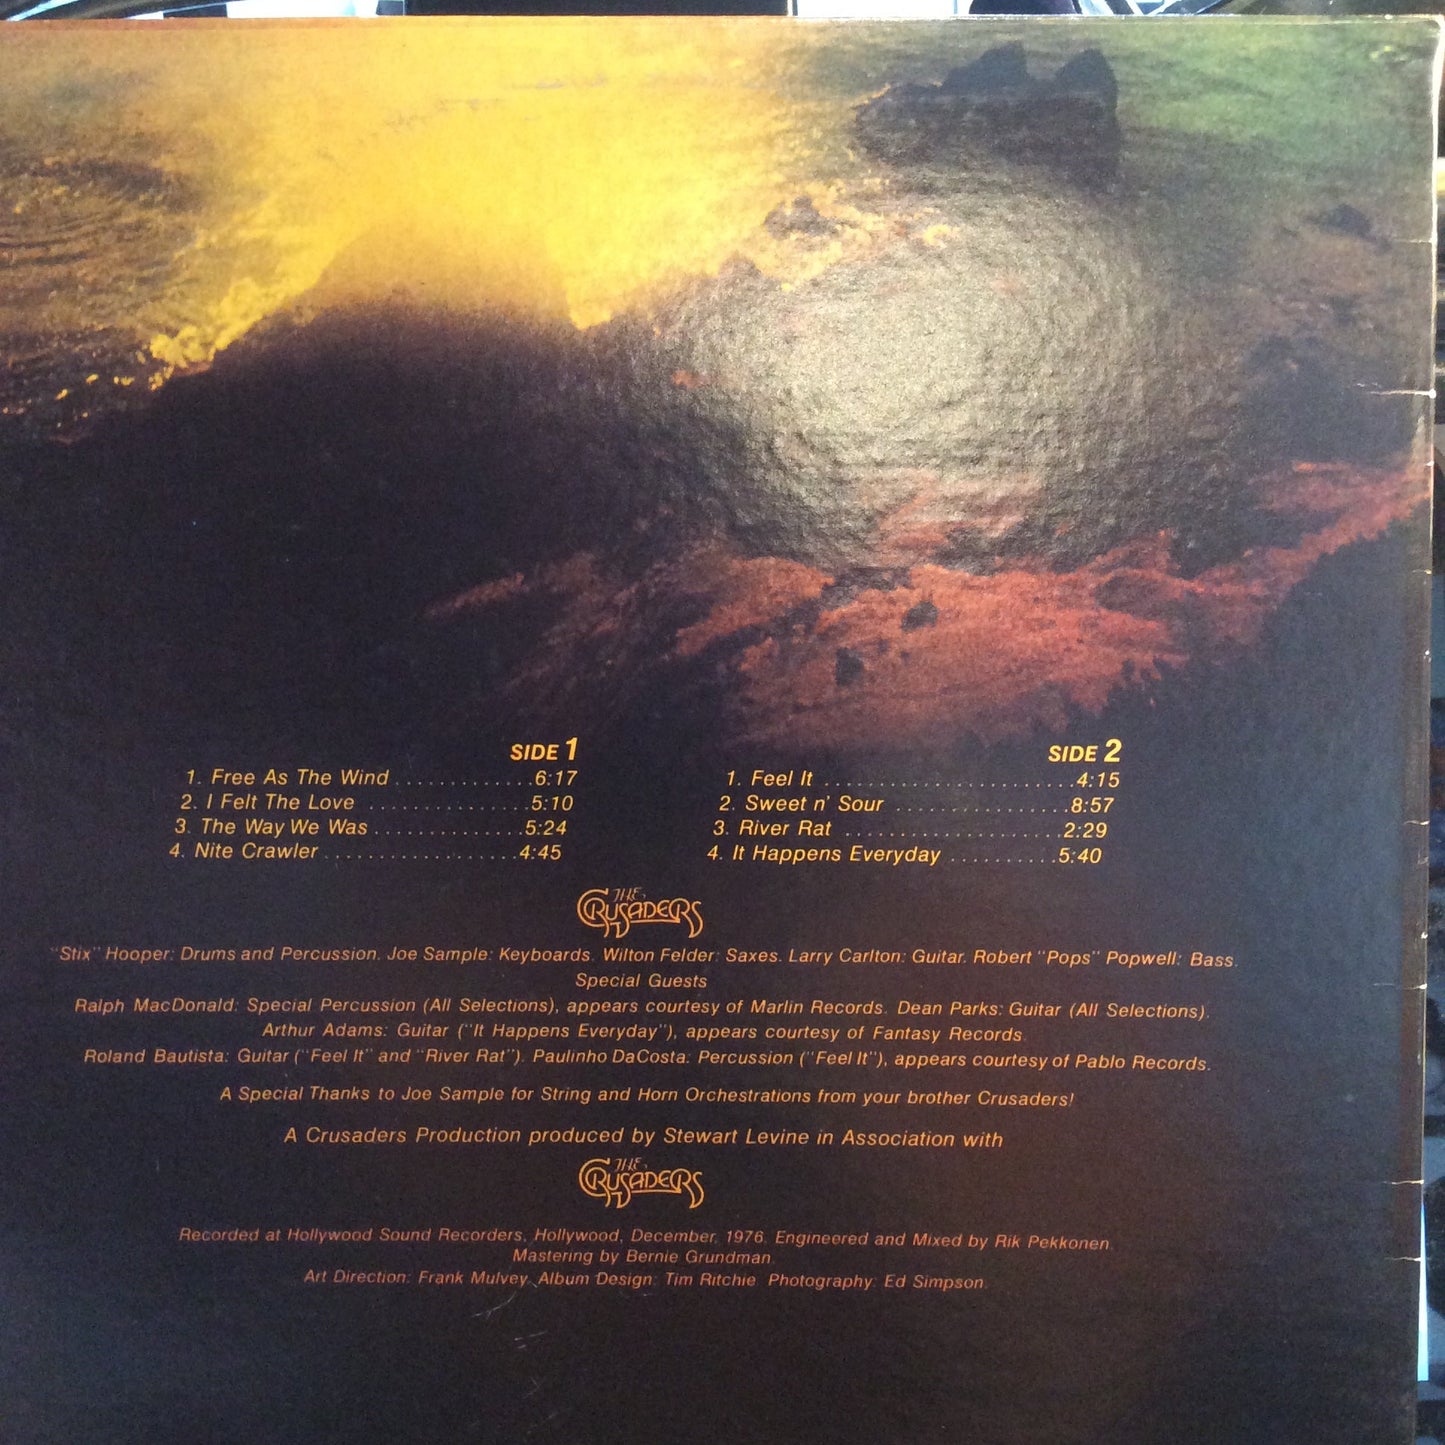 SIDE 1
1. Free As The Wind . . . . . . . . . . . . .6:17
2. I Felt The Love . . . . . . . . . . . . . . .5:10
3. The Way We Was . . . . . . . . . . . . . .5:24
4. Nite Crawler . . . . . . . . . . . . . . . . . .4:45
SIDE 2
1. Feel It . . . . . . . . . . . . . . . . . . . . . . .4:15
2. Sweet n' Sour . . . . . . . . . . . . . . . .8:57
3. River Rat . . . . . . . . . . . . . . . . . . . .2:29
4. It Happens Everyday . . . . . . . . . .5:40
THE CRUSADERS
"Stix" Hooper: Drums and Percussion. Joe Sample: Keyboards. Wilton Felder: Saxes. Larry Carlton: Guitar. Robert "Pops" Popwell: Bass.
Special Guests
Ralph MacDonald: Special Percussion (All Selections), appears courtesy of Marlin Records. Dean Parks: Guitar (All Selections).
Arthur Adams: Guitar ("It Happens Everyday"), appears courtesy of Fantasy Records.
Roland Bautista: Guitar ("Feel It" and "River Rat"). Paulinho DaCosta: Percussion ("Feel It"), appears courtesy of Pablo Records.
A Special Thanks to Joe Sample for String and Horn Orchestrations from your brother Crusaders!
A Crusaders Production produced by Stewart Levine in Association with
THE CRUSADERS
Recorded at Hollywood Sound Recorders, Hollywood, December, 1976. Engineered and Mixed by Rik Pekkonen.
Mastering by Bernie Grundman.
Art Direction: Frank Mulvey. Album Design: Tim Ritchie. Photography: Ed Simpson.